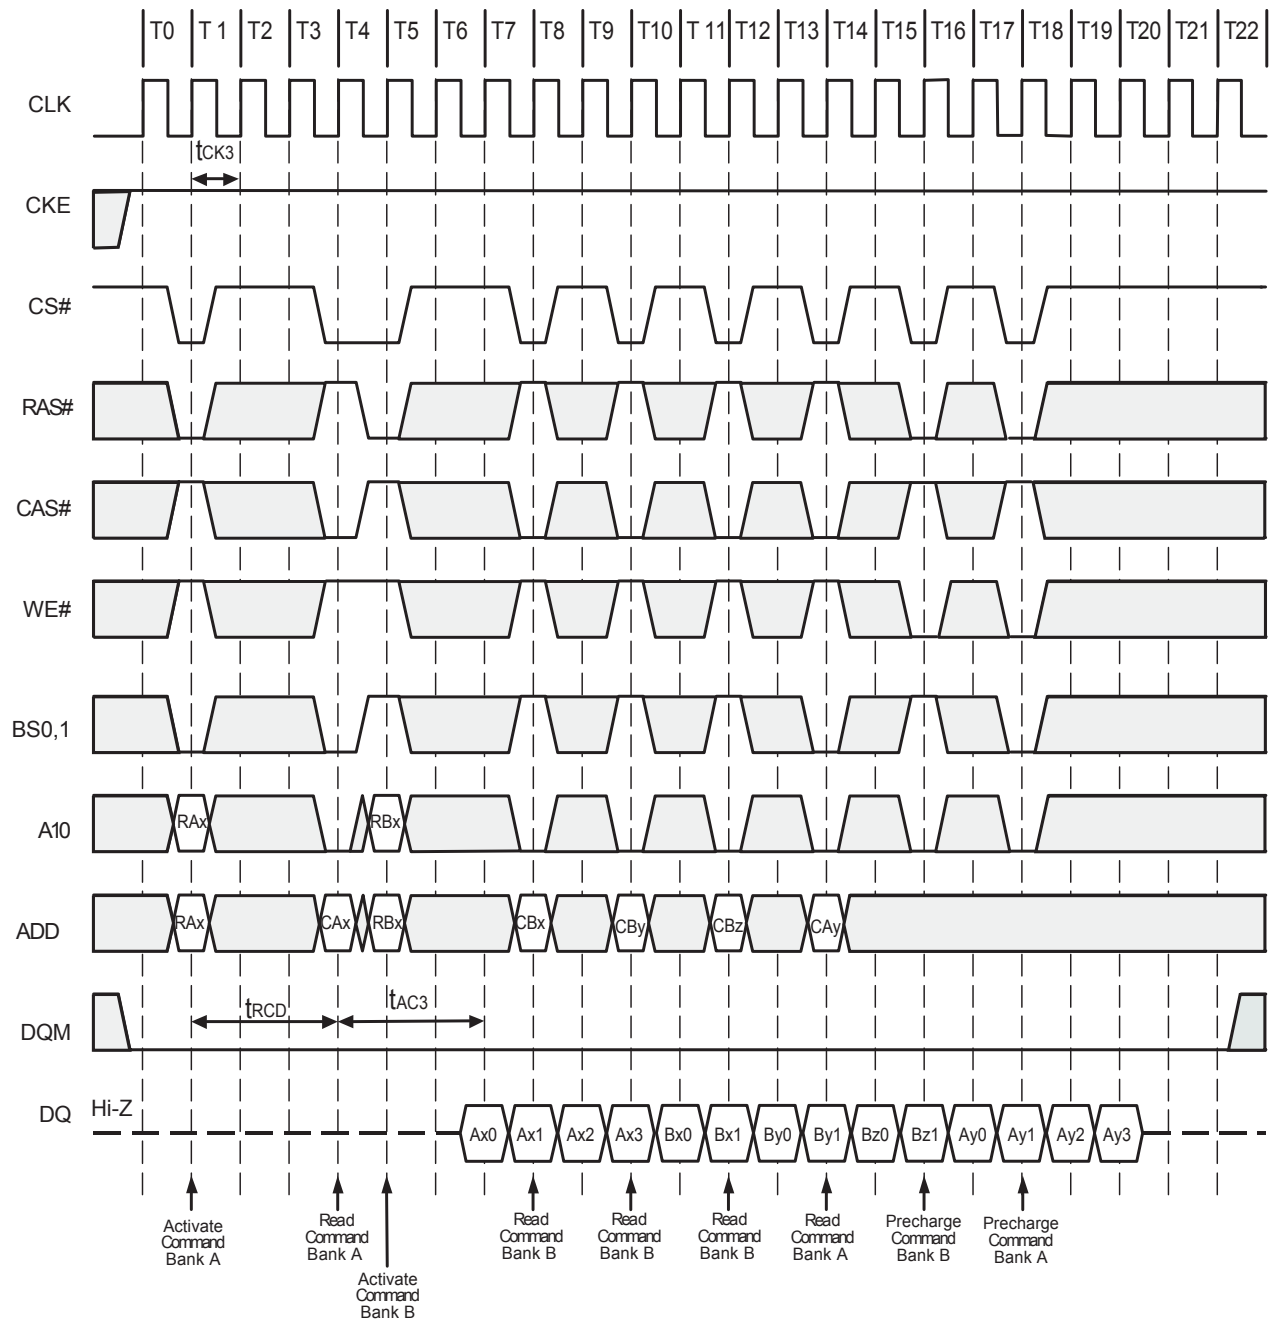 T0 T 1 T2 T3 T4 T5 T6 T7 T8 T9 T10 T 11 T12 T13 T14 T15 T16 T17 T18 T19 T20 T21 T22
CLK
tCK3
CKE
CS#
RAS#
CAS#
WE#
BS0,1
A10 RAx RBx
ADD RAx CAx RBx CBx CBy CBz CAy
tRCD tAC3
DQM
DQ Hi-Z Ax0 Ax1 Ax2 Ax3 Bx0 Bx1 By0 By1 Bz0 Bz1 Ay0 Ay1 Ay2 Ay3
Activate
Command
Bank A
Read
Command
Bank A
Activate
Command
Bank B
Read
Command
Bank B
Read
Command
Bank B
Read
Command
Bank B
Read
Command
Bank A
Precharge
Command
Bank B
Precharge
Command
Bank A